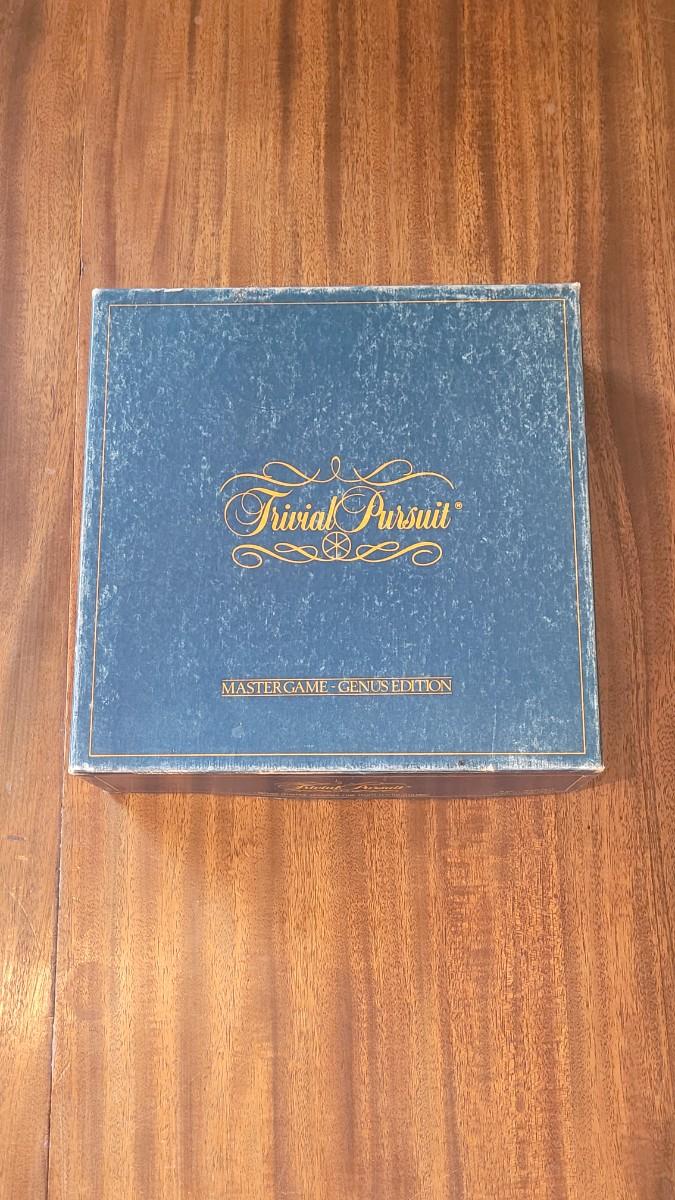 Trivial Pursuit®
MASTER GAME - GENUS EDITION
Trivial Pursuit